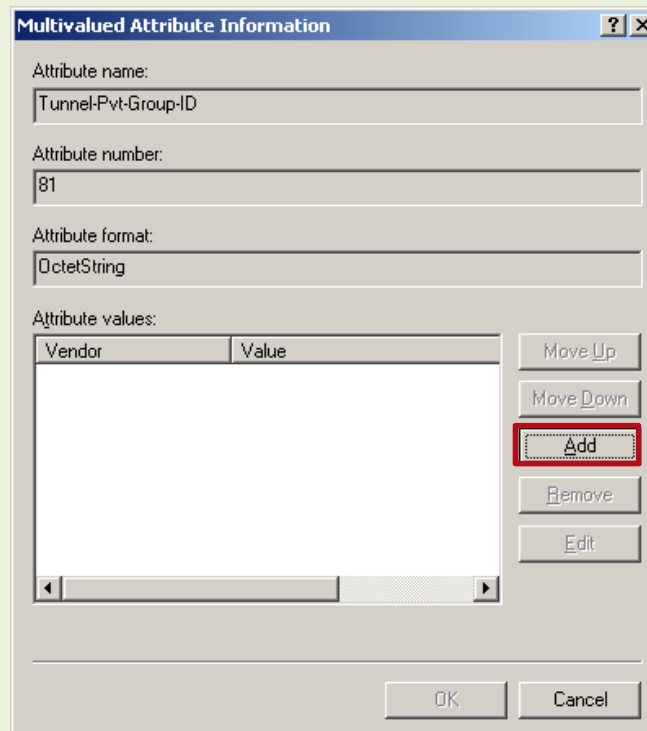 Multivalued Attribute Information
Attribute name:
Tunnel-Pvt-Group-ID
Attribute number:
81
Attribute format:
OctetString
Attribute values:
Vendor Value
Move Up
Move Down
Add
Remove
Edit
OK Cancel